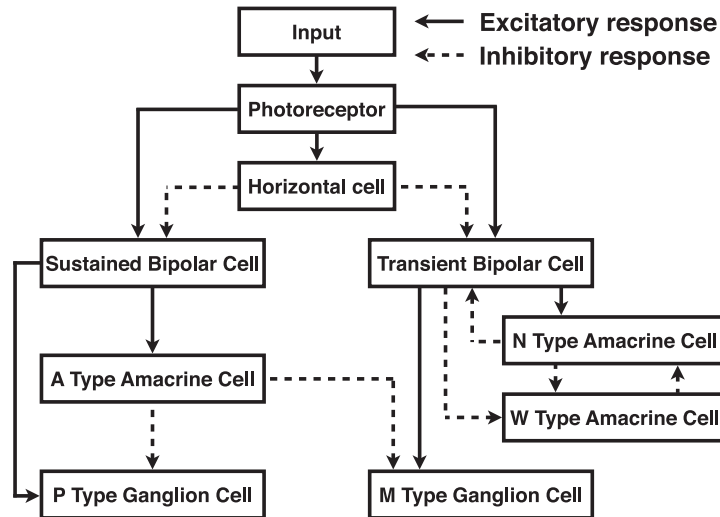 Input
Excitatory response
Inhibitory response
Photoreceptor
Horizontal cell
Sustained Bipolar Cell
Transient Bipolar Cell
N Type Amacrine Cell
A Type Amacrine Cell
W Type Amacrine Cell
P Type Ganglion Cell
M Type Ganglion Cell